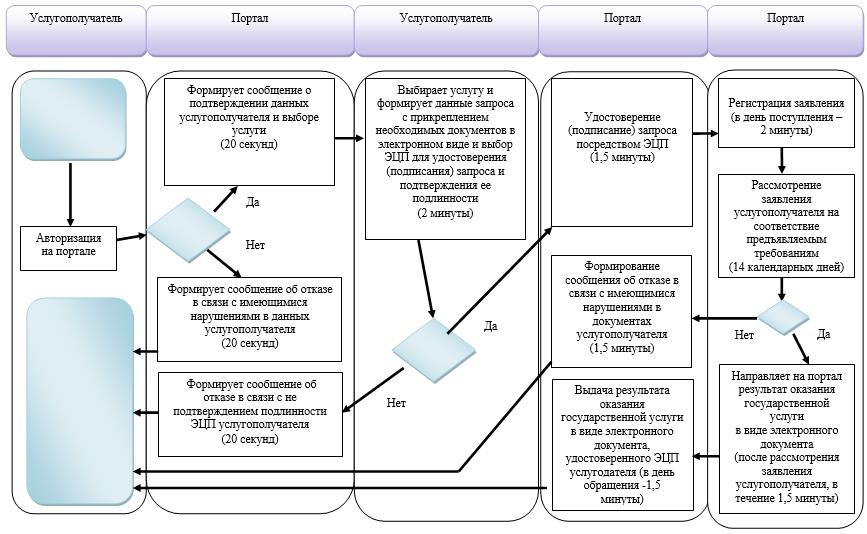 Услугополучатель
Портал
Услугополучатель
Портал
Портал
Авторизация
на портале
Формирует сообщение о
подтверждении данных
услугополучателя и выборе
услуги
(20 секунд)
Да
Нет
Формирует сообщение об отказе
в связи с имеющимися
нарушениями в данных
услугополучателя
(20 секунд)
Формирует сообщение об
отказе в связи с не
подтверждением подлинности
ЭЦП услугополучателя
(20 секунд)
Выбирает услугу и
формирует данные запроса
с прикреплением
необходимых документов в
электронном виде и выбор
ЭЦП для удостоверения
(подписания) запроса и
подтверждения ее
подлинности
(2 минуты)
Да
Нет
Удостоверение
(подписание) запроса
посредством ЭЦП
(1,5 минуты)
Формирование
сообщения об отказе в
связи с имеющимися
нарушениями в
документах
услугополучателя
(1,5 минуты)
Выдача результата
оказания
государственной услуги
в виде электронного
документа,
удостоверенного ЭЦП
услугодателя (в день
обращения -1,5
минуты)
Регистрация заявления
(в день поступления –
2 минуты)
Рассмотрение
заявления
услугополучателя на
соответствие
предъявляемым
требованиям
(14 календарных дней)
Нет
Да
Направляет на портал
результат оказания
государственной
услуги
в виде электронного
документа
(после рассмотрения
заявления
услугополучателя, в
течение 1,5 минуты)